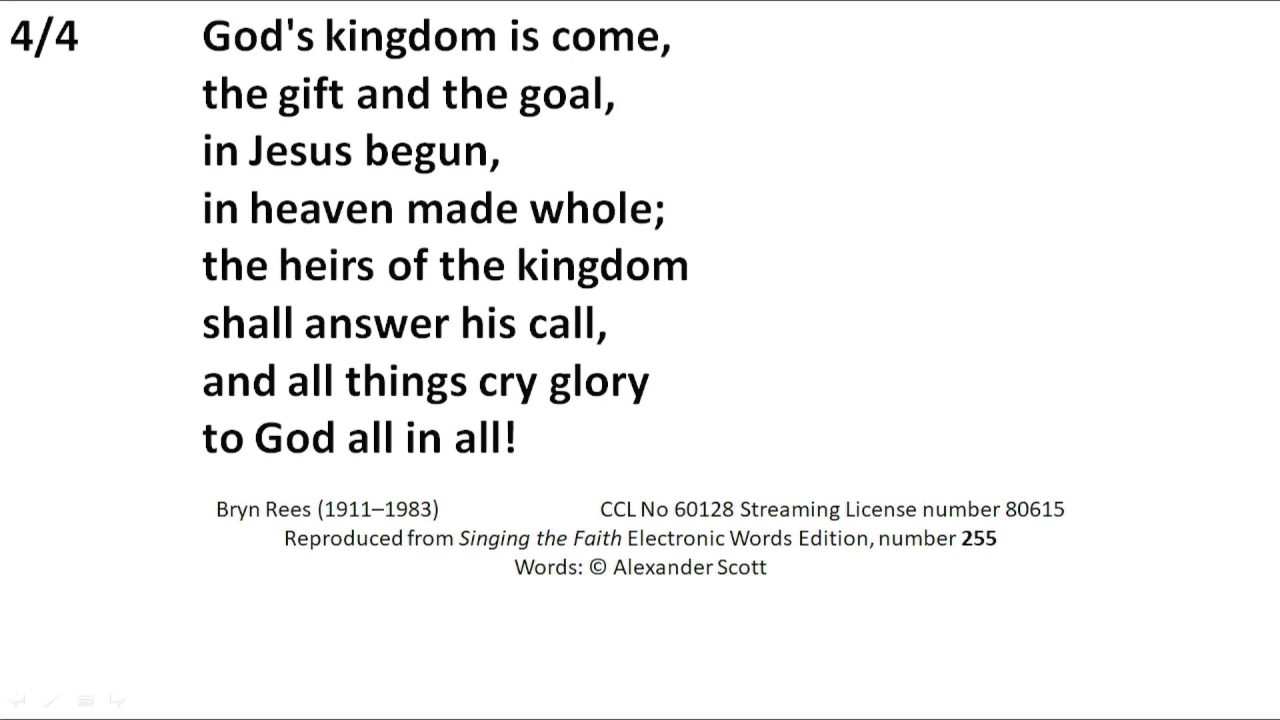 4/4
God's kingdom is come,
the gift and the goal,
in Jesus begun,
in heaven made whole;
the heirs of the kingdom
shall answer his call,
and all things cry glory
to God all in all!
Bryn Rees (1911–1983) CCL No 60128 Streaming License number 80615
Reproduced from Singing the Faith Electronic Words Edition, number 255
Words: © Alexander Scott